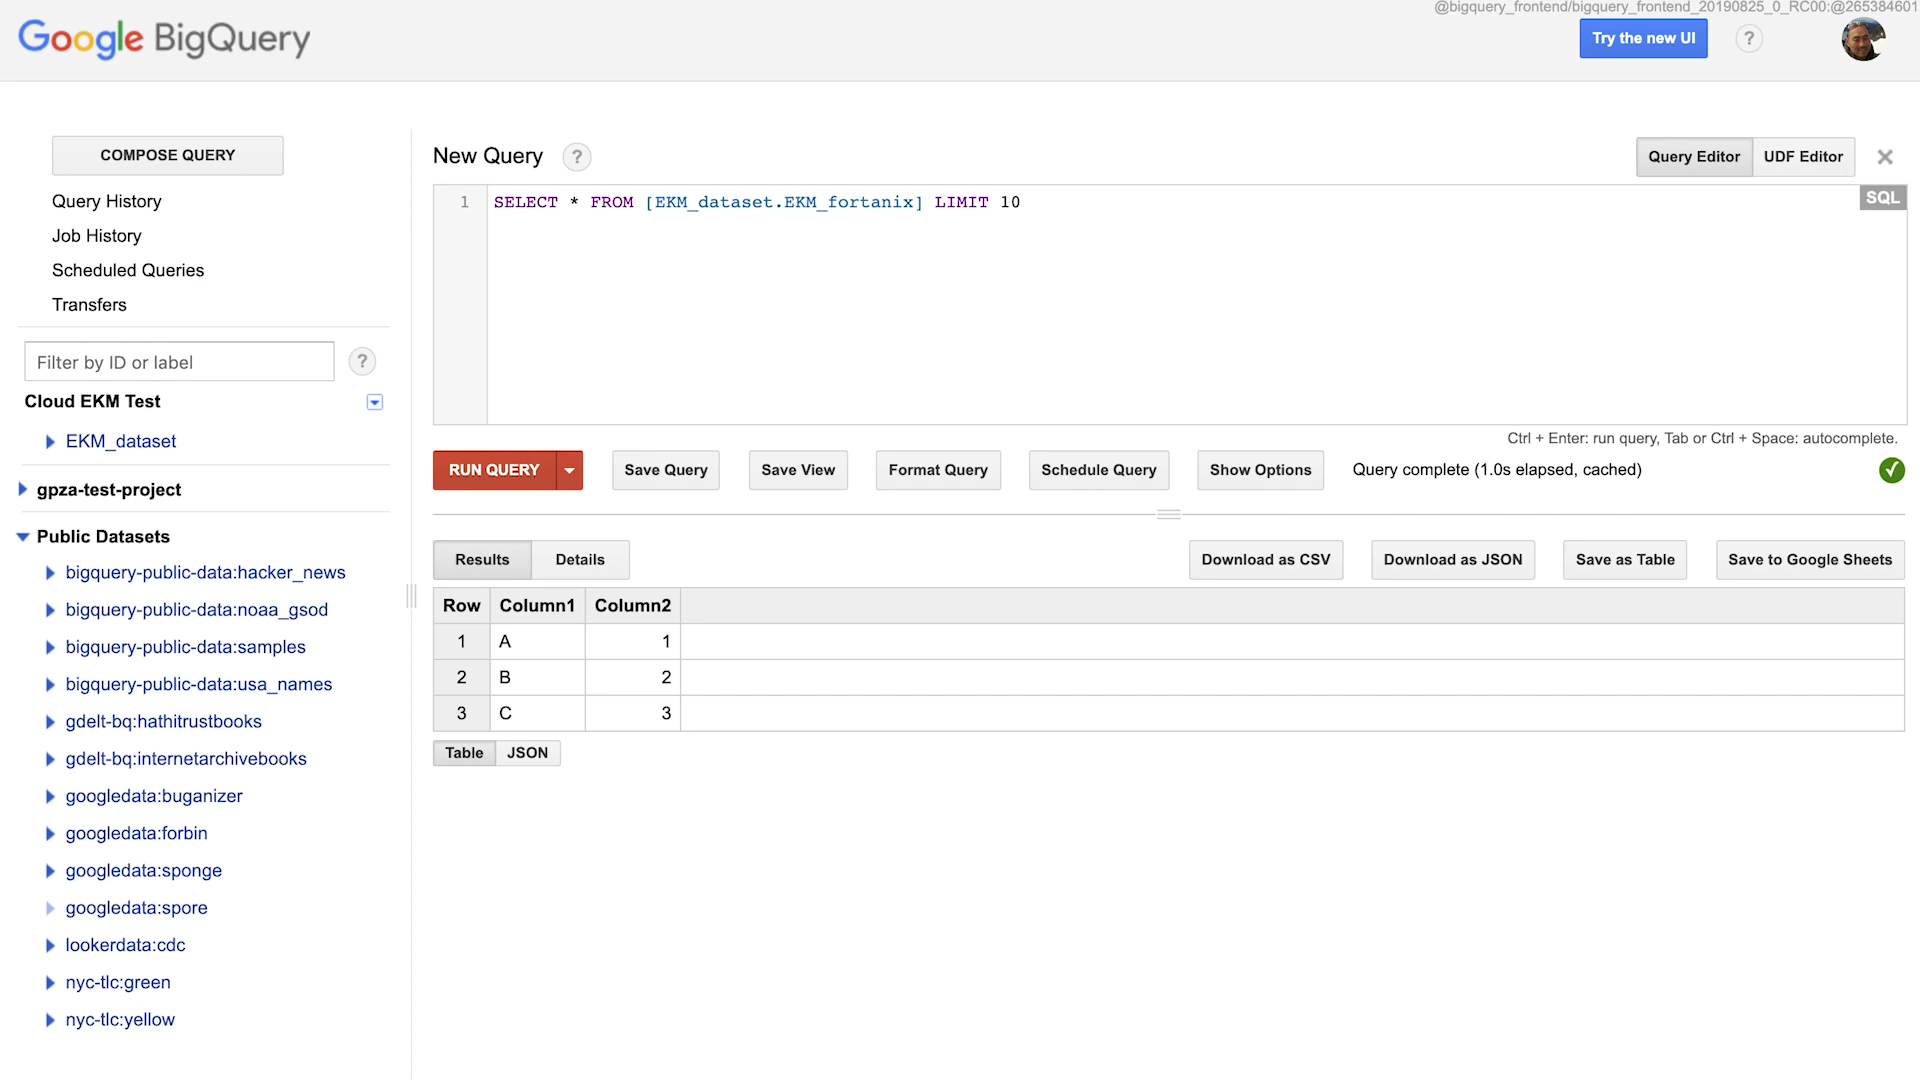 @bigquery_frontend/bigquery_frontend_20190825_0_RC00:@265384601
Google BigQuery
Try the new UI
?
COMPOSE QUERY
Query History
Job History
Scheduled Queries
Transfers
Filter by ID or label
?
Cloud EKM Test
EKM_dataset
gpza-test-project
Public Datasets
bigquery-public-data:hacker_news
bigquery-public-data:noaa_gsod
bigquery-public-data:samples
bigquery-public-data:usa_names
gdelt-bq:hathitrustbooks
gdelt-bq:internetarchivebooks
googledata:buganizer
googledata:forbin
googledata:sponge
googledata:spore
lookerdata:cdc
nyc-tlc:green
nyc-tlc:yellow
New Query ?
Query Editor UDF Editor
SQL
1 SELECT * FROM [EKM_dataset.EKM_fortanix] LIMIT 10
Ctrl + Enter: run query, Tab or Ctrl + Space: autocomplete.
RUN QUERY Save Query Save View Format Query Schedule Query Show Options Query complete (1.0s elapsed, cached)
Results Details Download as CSV Download as JSON Save as Table Save to Google Sheets
Row Column1 Column2
1 A 1
2 B 2
3 C 3
Table JSON